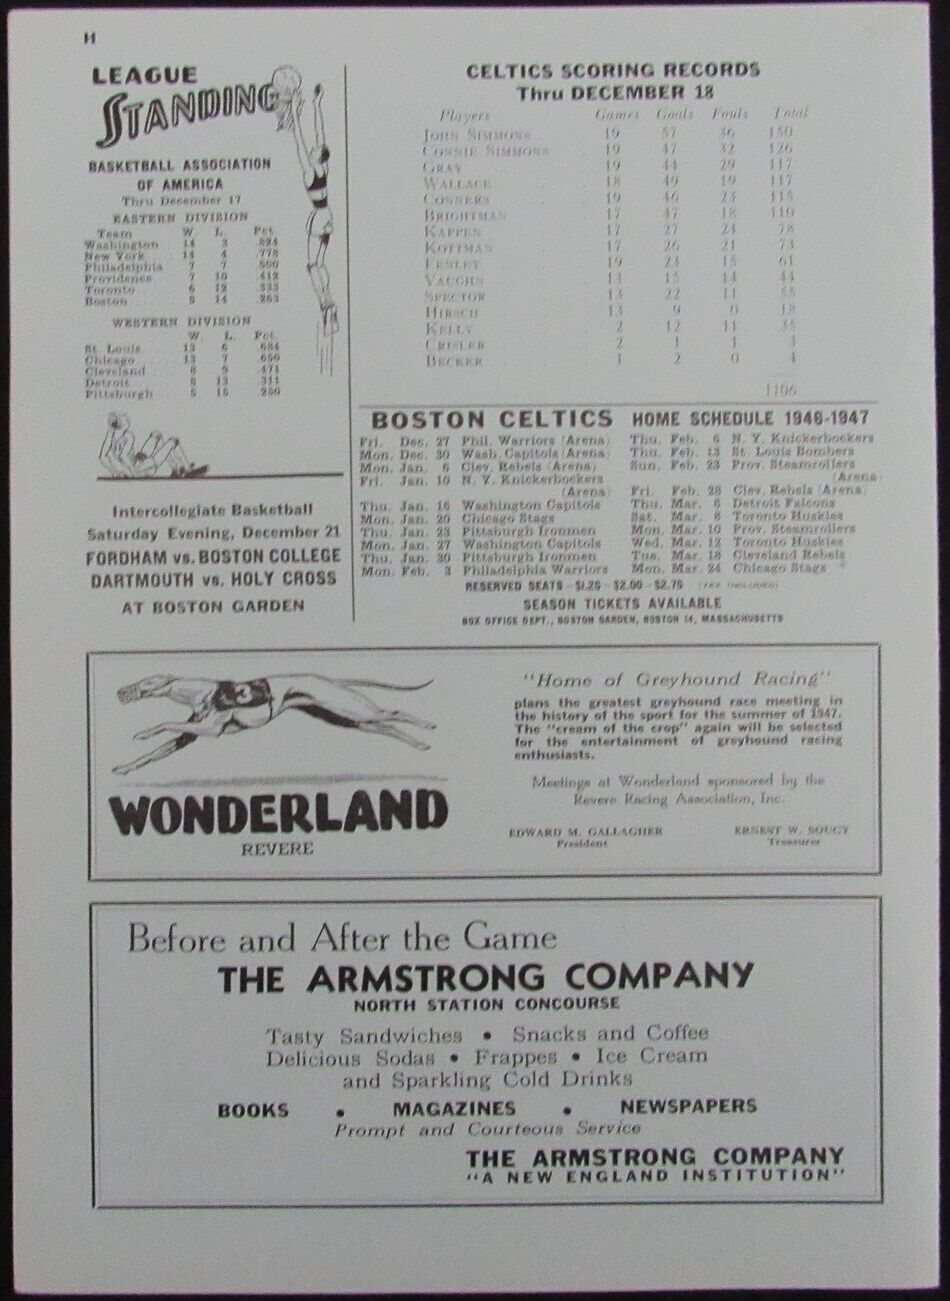 H
LEAGUE
STANDING
BASKETBALL ASSOCIATION
OF AMERICA
Thru December 17
EASTERN DIVISION
Team W. L. Pct.
Washington 14 3 .824
New York 14 4 .778
Philadelphia 7 7 .500
Providence 7 10 .412
Toronto 6 12 .333
Boston 5 14 .263
WESTERN DIVISION
W. L. Pct.
St. Louis 13 6 .684
Chicago 13 7 .650
Cleveland 8 9 .471
Detroit 8 13 .311
Pittsburgh 5 15 .250
Intercollegiate Basketball
Saturday Evening, December 21
FORDHAM vs. BOSTON COLLEGE
DARTMOUTH vs. HOLY CROSS
AT BOSTON GARDEN
CELTICS SCORING RECORDS
Thru DECEMBER 18
Players Games Goals Fouls Total
JOHN SIMMONS 19 57 36 150
CONNIE SIMMONS 19 47 32 126
GRAY 19 44 29 117
WALLACE 18 49 19 117
CONNERS 19 46 23 115
BRIGHTMAN 17 47 18 110
KAPPEN 17 27 24 78
KOTTMAN 17 26 21 73
FENLEY 19 23 15 61
VAUGHN 13 15 14 44
SPECTOR 13 22 11 55
HIRSCH 13 9 0 18
KELLY 2 12 11 35
CRISLER 2 1 1 3
BECKER 1 2 0 4
1106
BOSTON CELTICS HOME SCHEDULE 1946-1947
Fri. Dec. 27 Phil. Warriors (Arena)
Mon. Dec. 30 Wash. Capitols (Arena)
Mon. Jan. 6 Clev. Rebels (Arena)
Fri. Jan. 10 N. Y. Knickerbockers
(Arena)
Thu. Jan. 16 Washington Capitols
Mon. Jan. 20 Chicago Stags
Thu. Jan. 23 Pittsburgh Ironmen
Mon. Jan. 27 Washington Capitols
Thu. Jan. 30 Pittsburgh Ironmen
Mon. Feb. 3 Philadelphia Warriors
Thu. Feb. 6 N. Y. Knickerbockers
Thu. Feb. 13 St. Louis Bombers
Sun. Feb. 23 Prov. Steamrollers
(Arena)
Fri. Feb. 28 Clev. Rebels (Arena)
Thu. Mar. 6 Detroit Falcons
Sat. Mar. 8 Toronto Huskies
Mon. Mar. 10 Prov. Steamrollers
Wed. Mar. 12 Toronto Huskies
Tue. Mar. 18 Cleveland Rebels
Mon. Mar. 24 Chicago Stags
RESERVED SEATS - $1.25 - $2.00 - $2.75 (TAX INCLUDED)
SEASON TICKETS AVAILABLE
BOX OFFICE DEPT., BOSTON GARDEN, BOSTON 14, MASSACHUSETTS
3
WONDERLAND
REVERE
"Home of Greyhound Racing"
plans the greatest greyhound race meeting in
the history of the sport for the summer of 1947.
The "cream of the crop" again will be selected
for the entertainment of greyhound racing
enthusiasts.
Meetings at Wonderland sponsored by the
Revere Racing Association, Inc.
EDWARD M. GALLAGHER ERNEST W. SOUCY
President Treasurer
Before and After the Game
THE ARMSTRONG COMPANY
NORTH STATION CONCOURSE
Tasty Sandwiches • Snacks and Coffee
Delicious Sodas • Frappes • Ice Cream
and Sparkling Cold Drinks
BOOKS • MAGAZINES • NEWSPAPERS
Prompt and Courteous Service
THE ARMSTRONG COMPANY
"A NEW ENGLAND INSTITUTION"